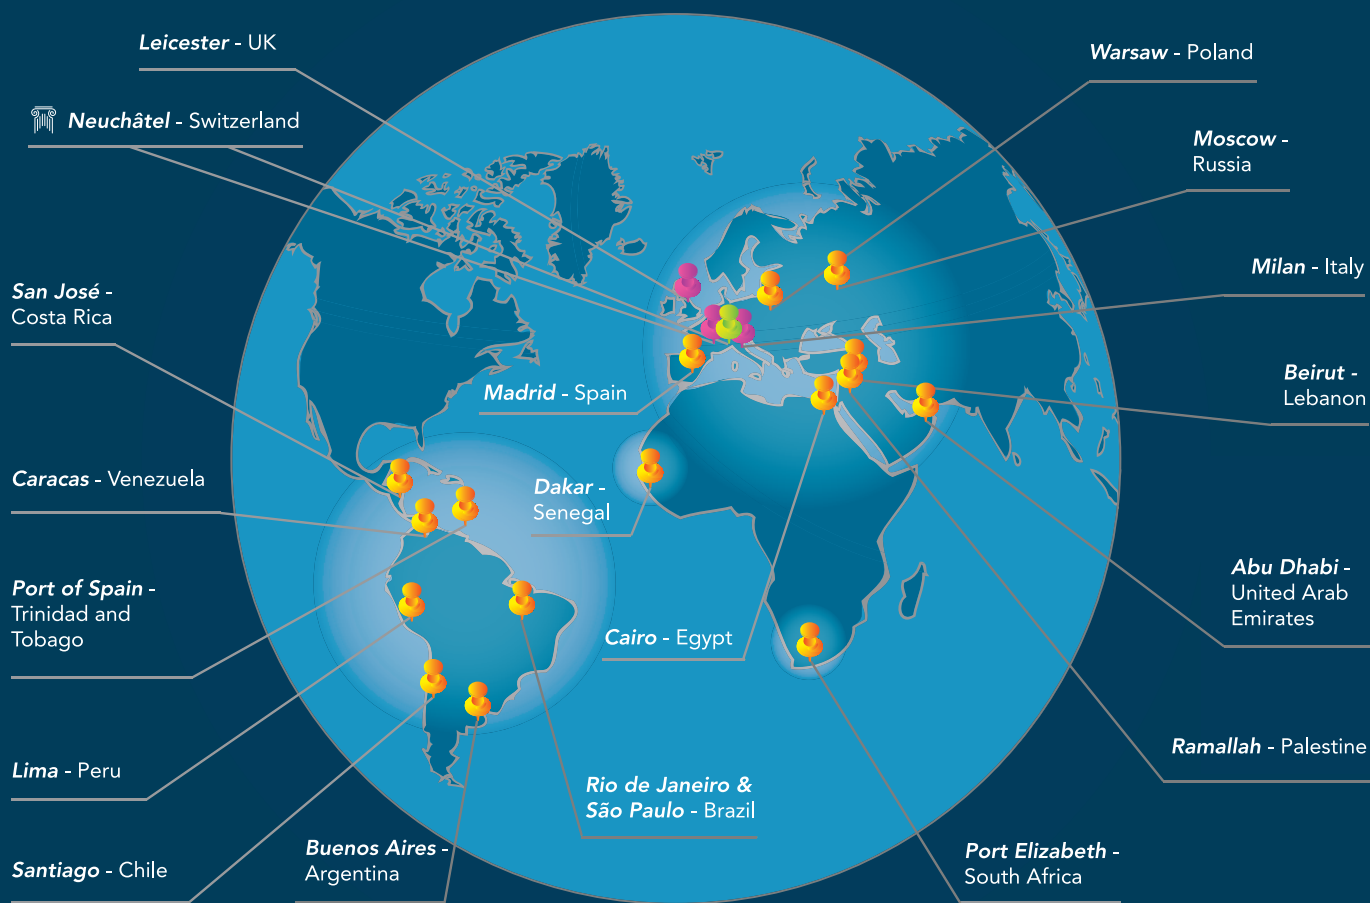 Leicester - UK
Neuchâtel - Switzerland
San José -
Costa Rica
Caracas - Venezuela
Port of Spain -
Trinidad and
Tobago
Lima - Peru
Santiago - Chile
Buenos Aires -
Argentina
Madrid - Spain
Dakar -
Senegal
Cairo - Egypt
Rio de Janeiro &
São Paulo - Brazil
Warsaw - Poland
Moscow -
Russia
Milan - Italy
Beirut -
Lebanon
Abu Dhabi -
United Arab
Emirates
Ramallah - Palestine
Port Elizabeth -
South Africa